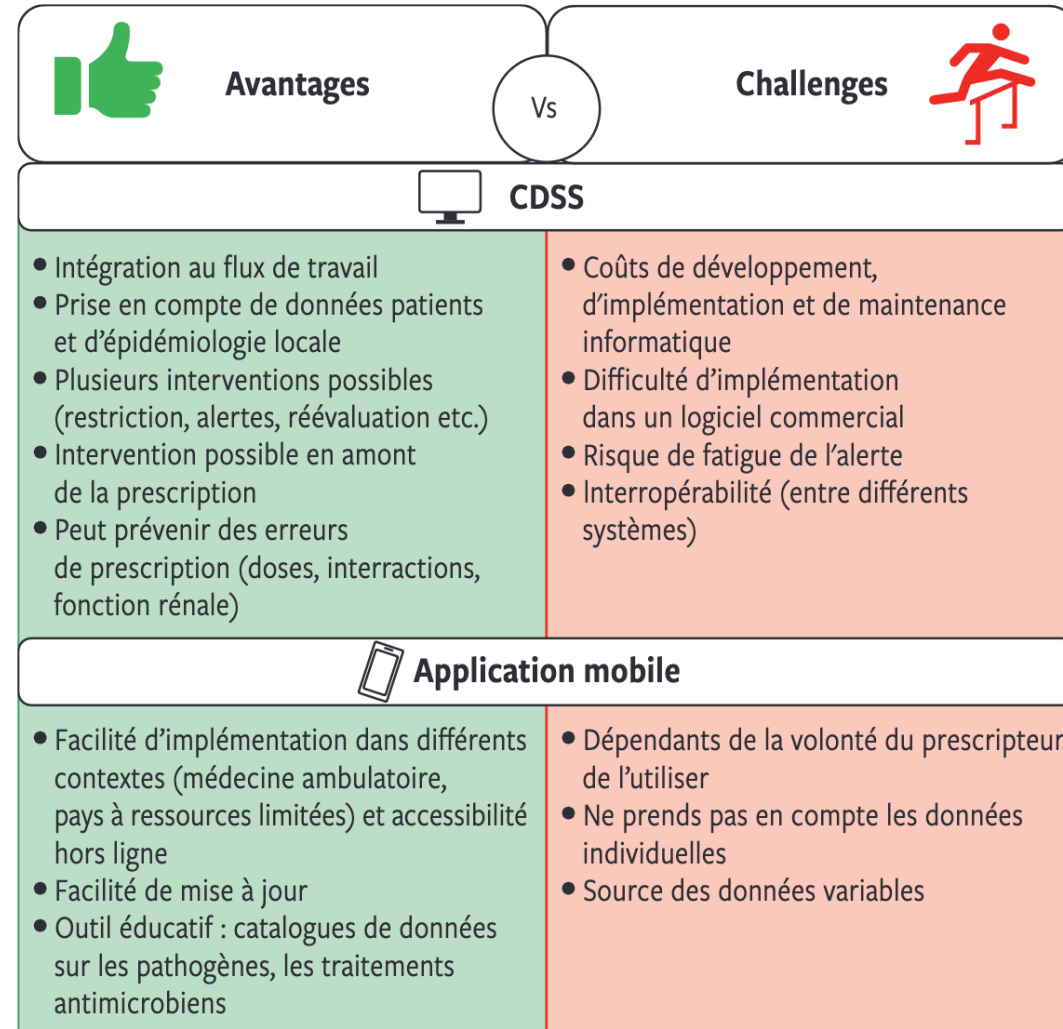 Avantages
Vs
Challenges
CDSS
• Intégration au flux de travail
• Prise en compte de données patients
et d'épidémiologie locale
• Plusieurs interventions possibles
(restriction, alertes, réévaluation etc.)
• Intervention possible en amont
de la prescription
• Peut prévenir des erreurs
de prescription (doses, interractions,
fonction rénale)
• Coûts de développement,
d'implémentation et de maintenance
informatique
• Difficulté d'implémentation
dans un logiciel commercial
• Risque de fatigue de l'alerte
• Interropérabilité (entre différents
systèmes)
Application mobile
• Facilité d'implémentation dans différents
contextes (médecine ambulatoire,
pays à ressources limitées) et accessibilité
hors ligne
• Facilité de mise à jour
• Outil éducatif : catalogues de données
sur les pathogènes, les traitements
antimicrobiens
• Dépendants de la volonté du prescripteur
de l'utiliser
• Ne prends pas en compte les données
individuelles
• Source des données variables